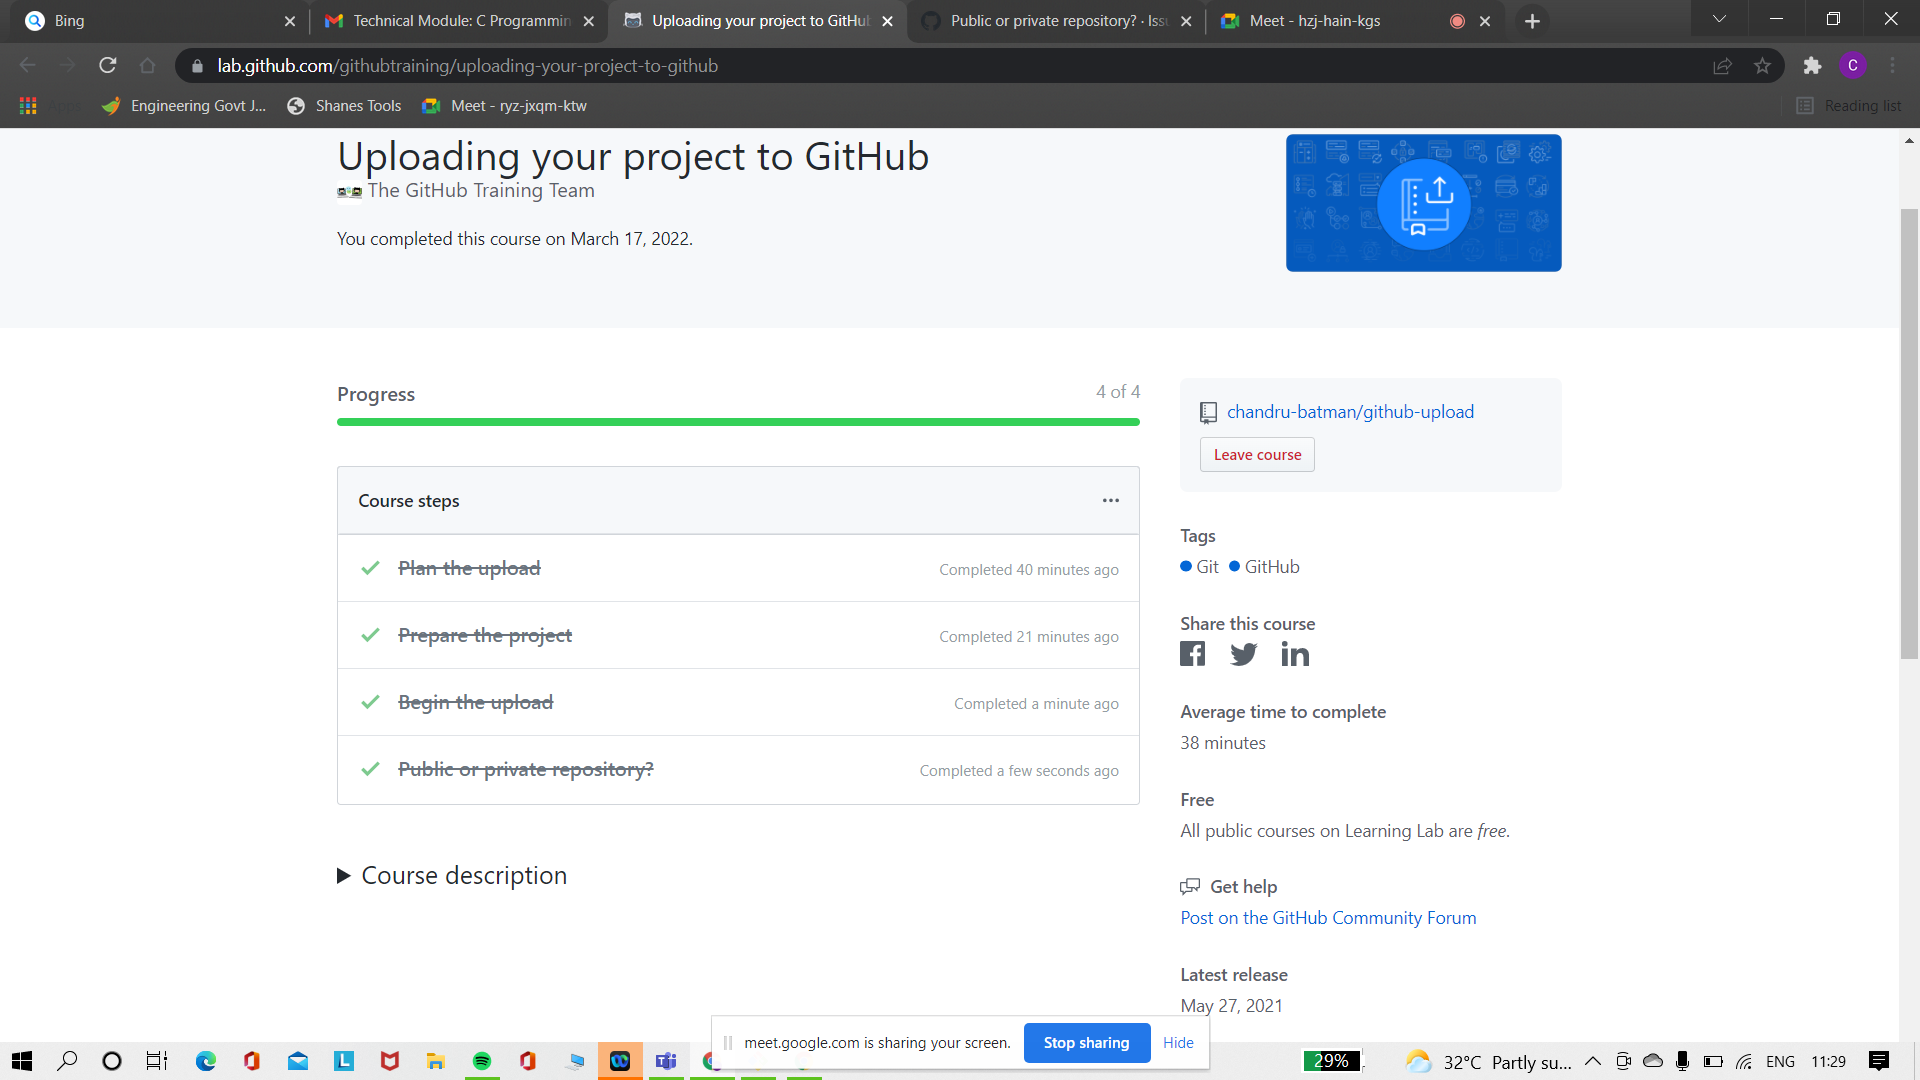 Bing
Technical Module: C Programmin
Uploading your project to GitHub
Public or private repository? · Issu
Meet - hzj-hain-kgs
lab.github.com/githubtraining/uploading-your-project-to-github
C
Apps
Engineering Govt J...
Shanes Tools
Meet - ryz-jxqm-ktw
Reading list
Uploading your project to GitHub
The GitHub Training Team
You completed this course on March 17, 2022.
Progress
4 of 4
Course steps
Plan the upload
Completed 40 minutes ago
Prepare the project
Completed 21 minutes ago
Begin the upload
Completed a minute ago
Public or private repository?
Completed a few seconds ago
Course description
chandru-batman/github-upload
Leave course
Tags
Git GitHub
Share this course
Average time to complete
38 minutes
Free
All public courses on Learning Lab are free.
Get help
Post on the GitHub Community Forum
Latest release
May 27, 2021
meet.google.com is sharing your screen.
Stop sharing
Hide
29%
32°C Partly su...
ENG
11:29